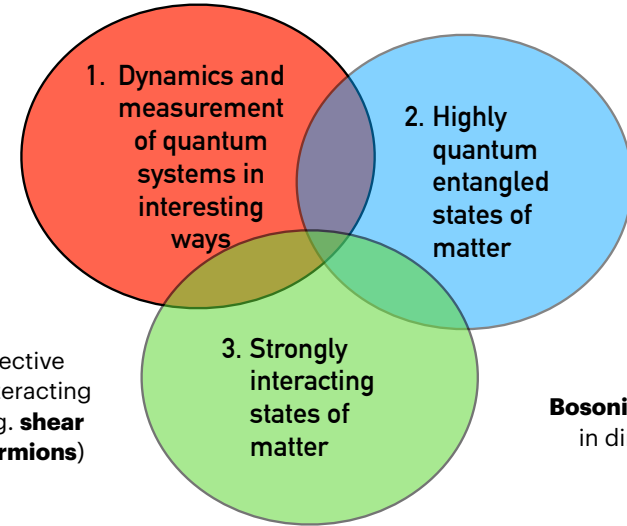 1. Dynamics and
measurement
of quantum
systems in
interesting
ways
2. Highly
quantum
entangled
states of
matter
3. Strongly
interacting
states of
matter
ective
eracting
g. shear
rmions)
Bosoni
in di